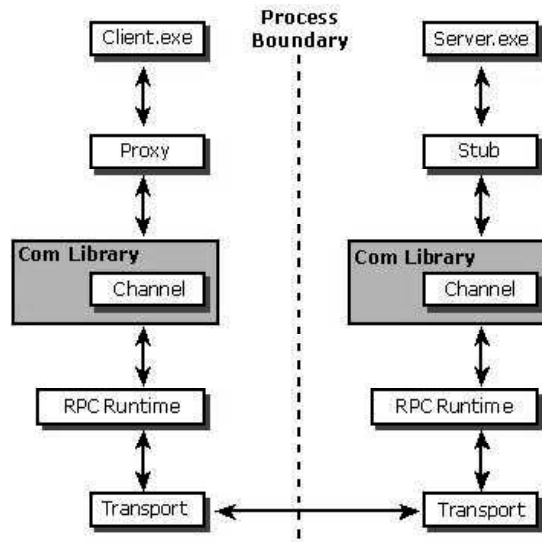 Process
Boundary
Client.exe
Server.exe
Proxy
Stub
Com Library
Channel
Com Library
Channel
RPC Runtime
RPC Runtime
Transport
Transport